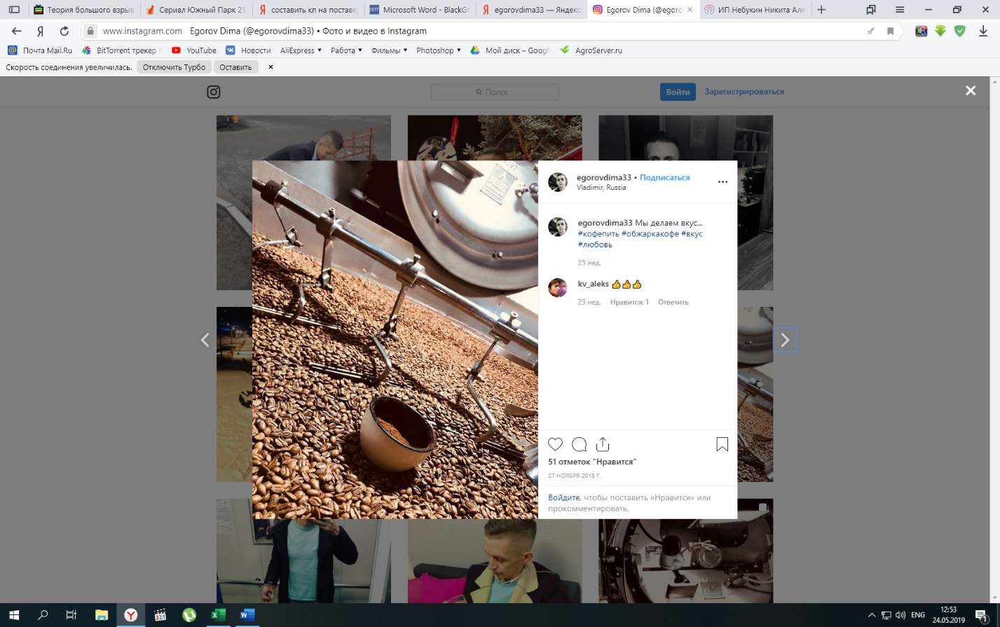 Теория большого взрыв
Сериал Южный Парк 21
составить кп на поставку
Microsoft Word - BlackGr
egorovdima33 — Яндекс
Egorov Dima (@egoro
ИП Небукин Никита Але
www.instagram.com Egorov Dima (@egorovdima33) • Фото и видео в Instagram
Почта Mail.Ru
BitTorrent трекер
YouTube
Новости
AliExpress
Работа
Фильмы
Photoshop
Мой диск – Googl
AgroServer.ru
Скорость соединения увеличилась. Отключить Турбо Оставить
Поиск
Войти
Зарегистрироваться
egorovdima33 • Подписаться
Vladimir, Russia
egorovdima33 Мы делаем вкус...
#кофепить #обжаркакофе #вкус
#любовь
25 нед.
kv_aleks 👍👍👍
23 нед. Нравится: 1 Ответить
51 отметок "Нравится"
27 НОЯБРЯ 2018 Г.
Войдите, чтобы поставить «Нравится» или
прокомментировать.
321
ENG
12:53
24.05.2019
1